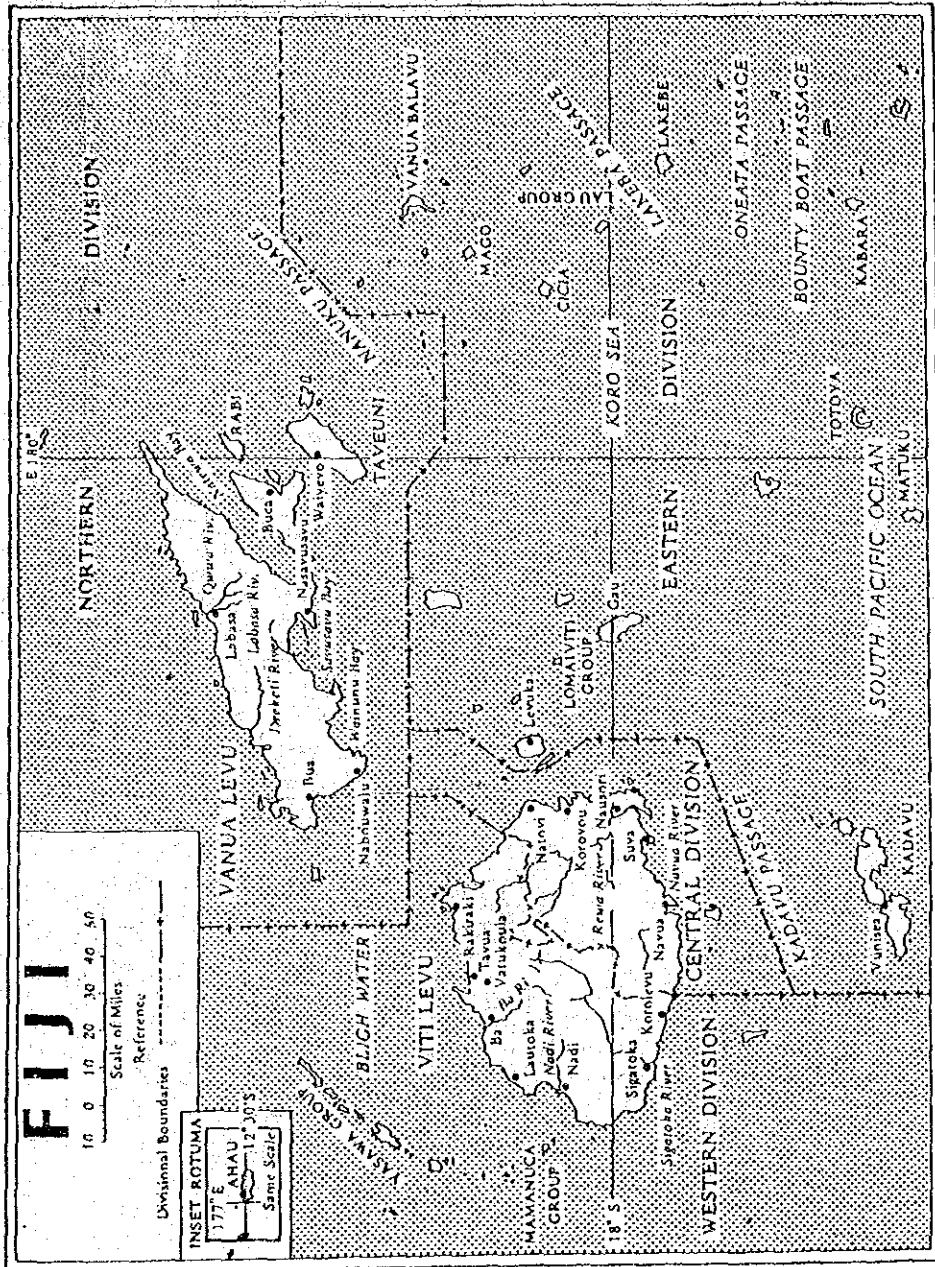 FIJI
10 0 10 20 30 40 50
Scale of Miles
Reference
Divisional Boundaries
INSET ROTUMA
177° E
AHAU
12° 30' S
Same Scale
NORTHERN
DIVISION
E 180°
VANUA LEVU
Labasa
Qawa Riv.
Labasa Riv.
Dreketi River
Bua
Nabouwalu
Wainunu Bay
Savusavu Bay
Nasavusavu
Natewa Bay
Buca
RABI
Waiyevo
TAVEUNI
NANUKU PASSAGE
VANUA BALAVU
YASAWA GROUP
BLIGH WATER
VITI LEVU
Rakiraki
Tavua
Vatukoula
Ba
Ba R.
Lautoka
Nadi River
Nadi
MAMANUCA
GROUP
18° S
Sigatoka
Sigatoka River
Korolevu
Navua
Navua River
Suva
Nausori
Rewa River
Korovou
Natovi
Levuka
LOMAIVITI
GROUP
Gau
MAGO
CICIA
LAU GROUP
LAKEBA PASSAGE
LAKEBE
KORO SEA
EASTERN
DIVISION
ONEATA PASSAGE
BOUNTY BOAT PASSAGE
KABARA
TOTOYA
MATUKU
SOUTH PACIFIC OCEAN
WESTERN DIVISION
CENTRAL DIVISION
KADAVU PASSAGE
Vunisea
KADAVU